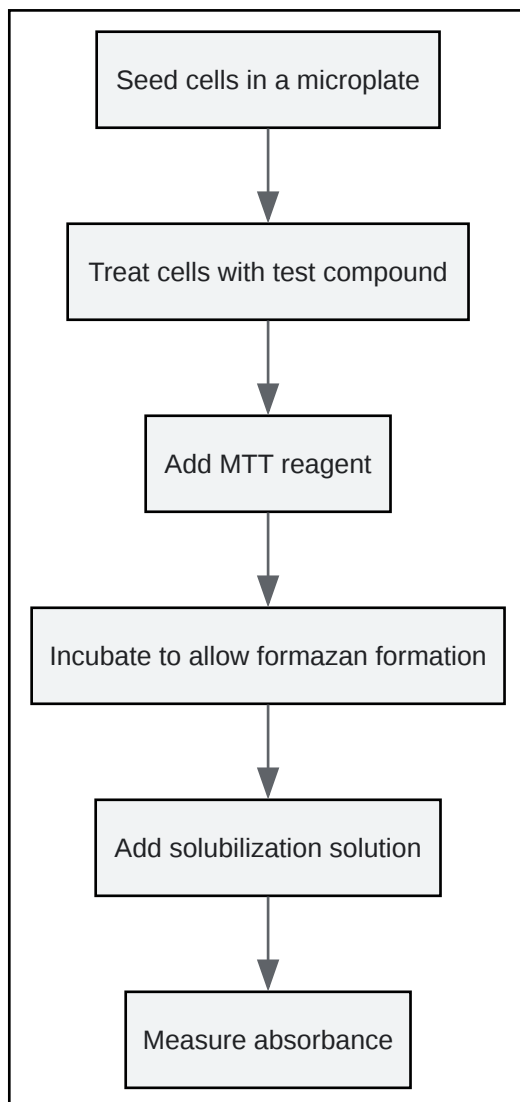 Seed cells in a microplate
Treat cells with test compound
Add MTT reagent
Incubate to allow formazan formation
Add solubilization solution
Measure absorbance